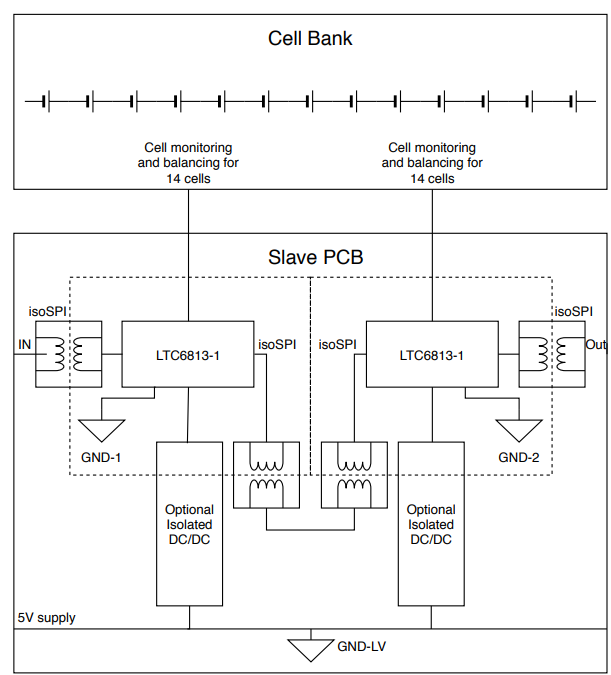 Cell Bank
Cell monitoring
and balancing for
14 cells
Cell monitoring
and balancing for
14 cells
Slave PCB
isoSPI
isoSPI
IN
LTC6813-1
isoSPI
isoSPI
LTC6813-1
Out
GND-1
GND-2
Optional
Isolated
DC/DC
Optional
Isolated
DC/DC
5V supply
GND-LV